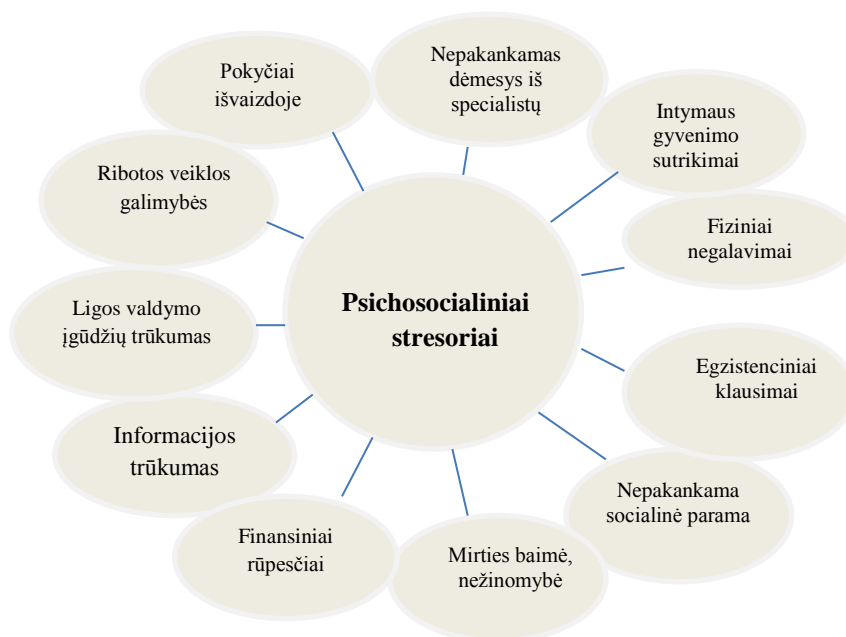 Pokyčiai
išvaizdoje
Nepakankamas
dėmesys iš
specialistų
Intymaus
gyvenimo
sutrikimai
Ribotos veiklos
galimybės
Fiziniai
negalavimai
Psichosocialiniai
stresoriai
Ligos valdymo
įgūdžių trūkumas
Egzistenciniai
klausimai
Informacijos
trūkumas
Nepakankama
socialinė parama
Finansiniai
rūpesčiai
Mirties baimė,
nežinomybė